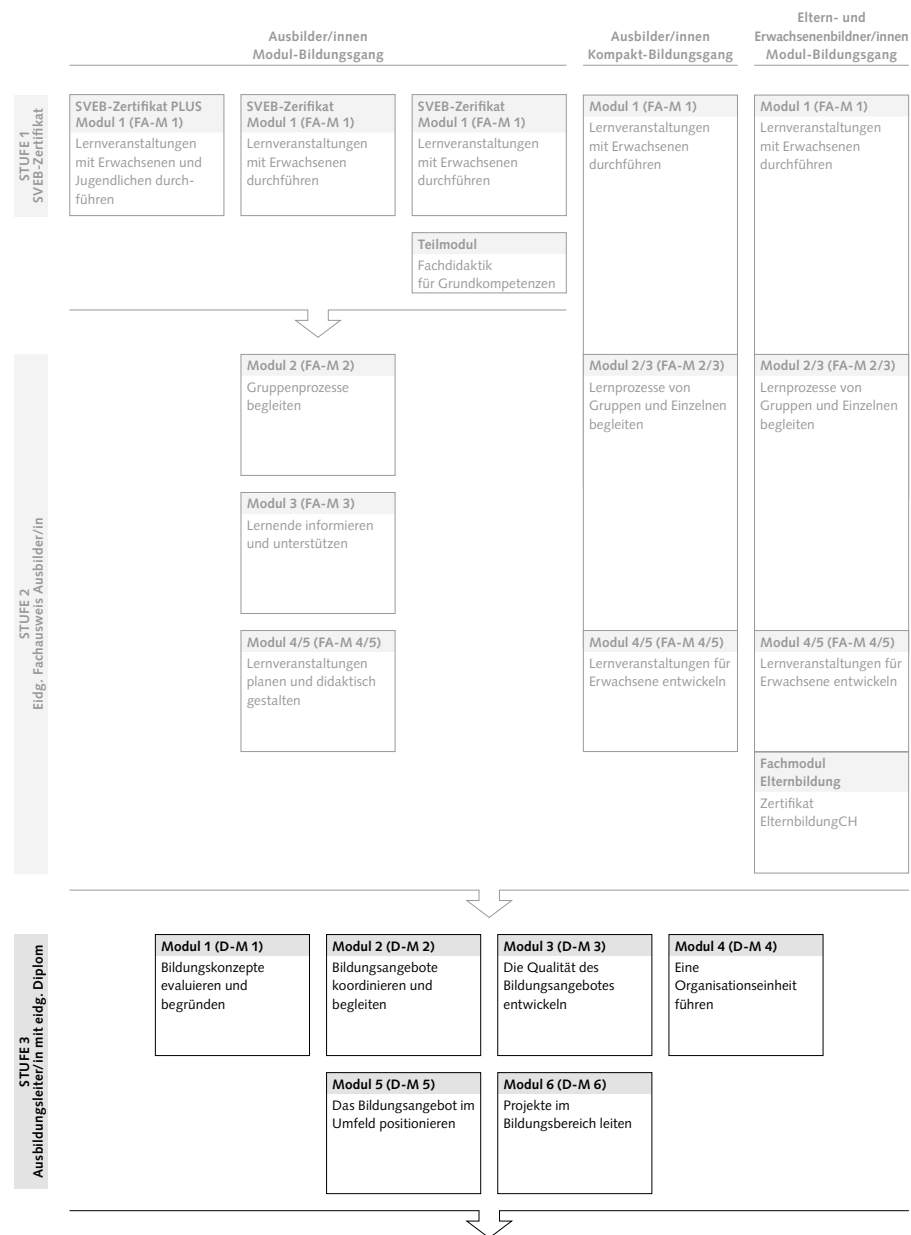 Ausbilder/innen
Modul-Bildungsgang
Ausbilder/innen
Kompakt-Bildungsgang
Eltern- und
Erwachsenenbildner/innen
Modul-Bildungsgang
STUFE 1
SVEB-Zertifikat
SVEB-Zertifikat PLUS
Modul 1 (FA-M 1)
Lernveranstaltungen
mit Erwachsenen und
Jugendlichen durch-
führen
SVEB-Zerifikat
Modul 1 (FA-M 1)
Lernveranstaltungen
mit Erwachsenen
durchführen
SVEB-Zerifikat
Modul 1 (FA-M 1)
Lernveranstaltungen
mit Erwachsenen
durchführen
Modul 1 (FA-M 1)
Lernveranstaltungen
mit Erwachsenen
durchführen
Modul 1 (FA-M 1)
Lernveranstaltungen
mit Erwachsenen
durchführen
Teilmodul
Fachdidaktik
für Grundkompetenzen
STUFE 2
Eidg. Fachausweis Ausbilder/in
Modul 2 (FA-M 2)
Gruppenprozesse
begleiten
Modul 2/3 (FA-M 2/3)
Lernprozesse von
Gruppen und Einzelnen
begleiten
Modul 2/3 (FA-M 2/3)
Lernprozesse von
Gruppen und Einzelnen
begleiten
Modul 3 (FA-M 3)
Lernende informieren
und unterstützen
Modul 4/5 (FA-M 4/5)
Lernveranstaltungen
planen und didaktisch
gestalten
Modul 4/5 (FA-M 4/5)
Lernveranstaltungen für
Erwachsene entwickeln
Modul 4/5 (FA-M 4/5)
Lernveranstaltungen für
Erwachsene entwickeln
Fachmodul
Elternbildung
Zertifikat
ElternbildungCH
STUFE 3
Ausbildungsleiter/in mit eidg. Diplom
Modul 1 (D-M 1)
Bildungskonzepte
evaluieren und
begründen
Modul 2 (D-M 2)
Bildungsangebote
koordinieren und
begleiten
Modul 3 (D-M 3)
Die Qualität des
Bildungsangebotes
entwickeln
Modul 4 (D-M 4)
Eine
Organisationseinheit
führen
Modul 5 (D-M 5)
Das Bildungsangebot im
Umfeld positionieren
Modul 6 (D-M 6)
Projekte im
Bildungsbereich leiten